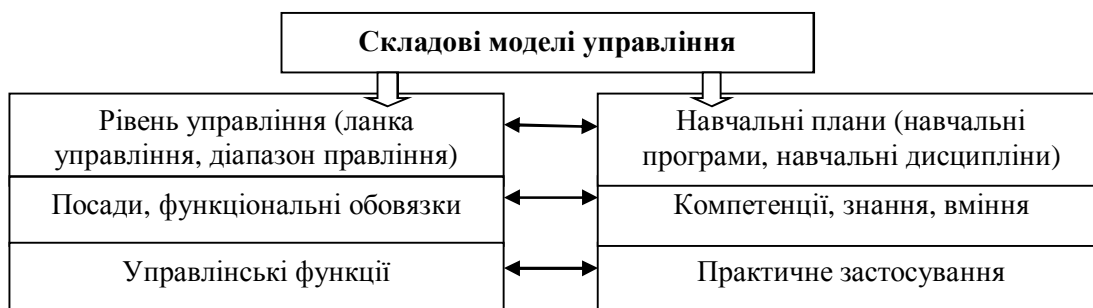 Складові моделі управління
Рівень управління (ланка
управління, діапазон правління)
Навчальні плани (навчальні
програми, навчальні дисципліни)
Посади, функціональні обовязки
Компетенції, знання, вміння
Управлінські функції
Практичне застосування